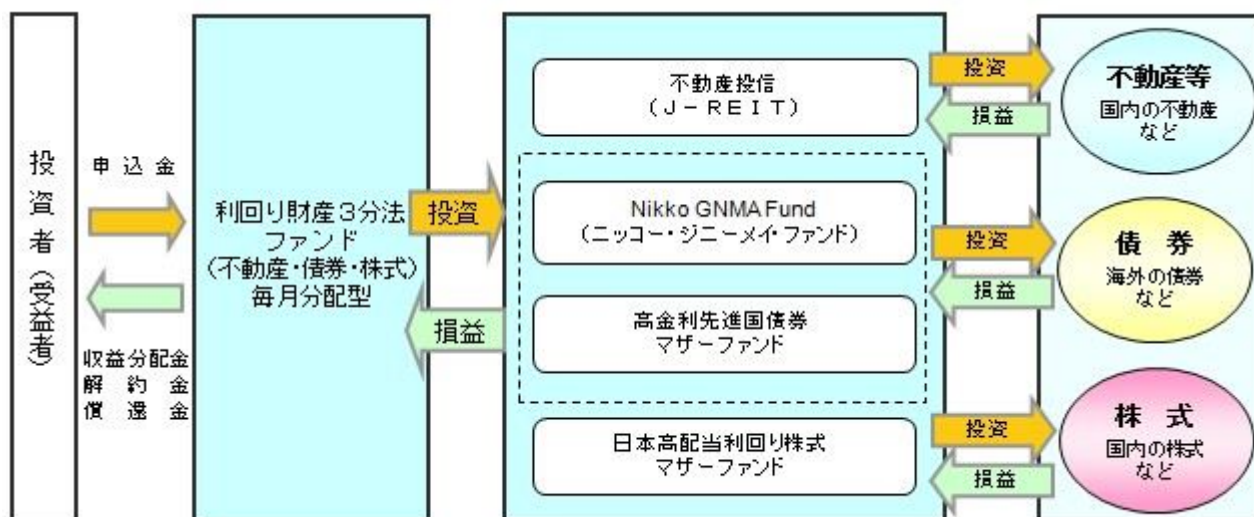 投資者(受益者)
申込金
収益分配金
解約金
償還金
利回り財産3分法
ファンド
(不動産・債券・株式)
毎月分配型
投資
損益
不動産投信
(J-REIT)
Nikko GNMA Fund
(ニッコー・ジニーメイ・ファンド)
高金利先進国債券
マザーファンド
日本高配当利回り株式
マザーファンド
投資
損益
投資
損益
投資
損益
不動産等
国内の不動産
など
債券
海外の債券
など
株式
国内の株式
など